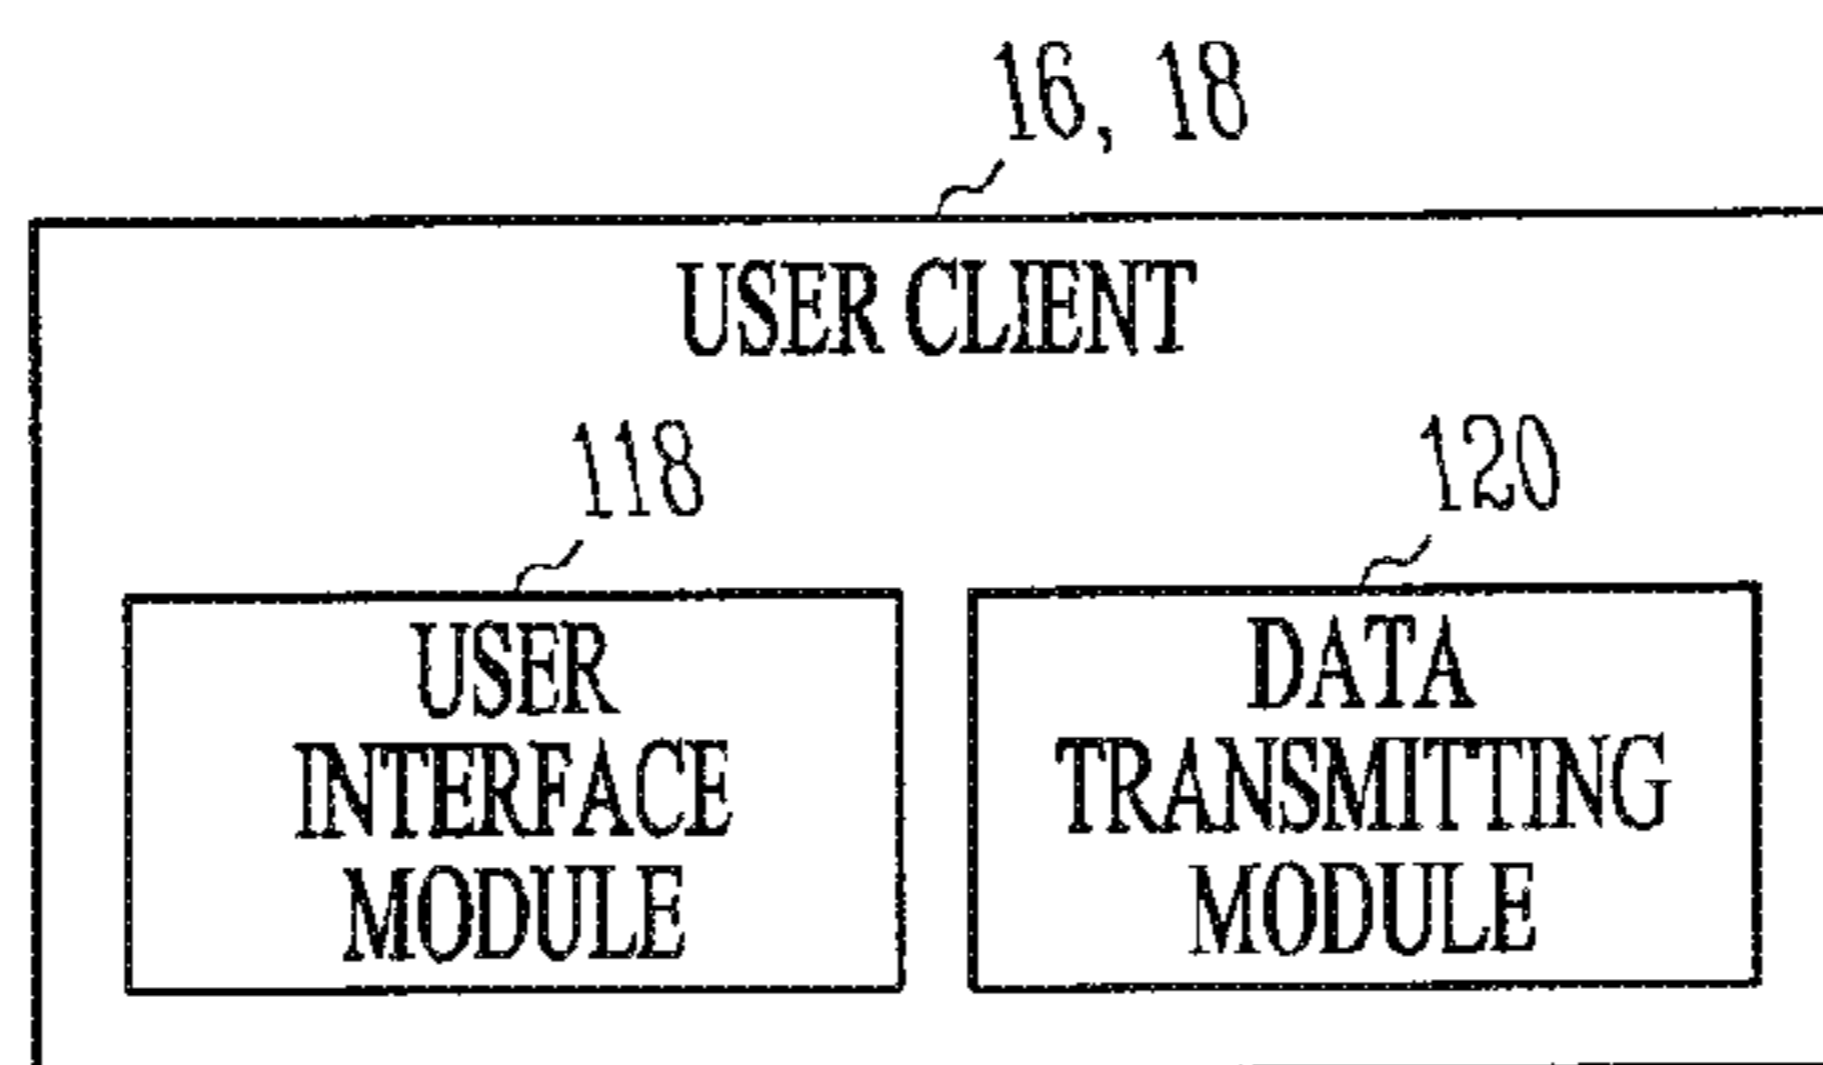 16, 18
USER CLIENT
118
120
USER
INTERFACE
MODULE
DATA
TRANSMITTING
MODULE